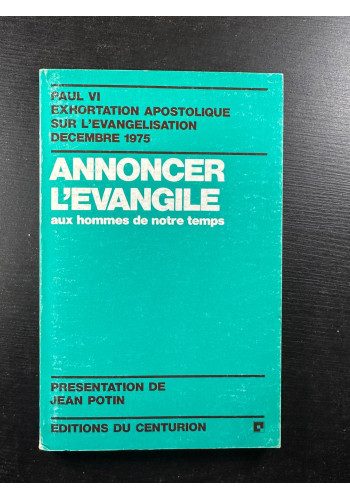 PAUL VI
EXHORTATION APOSTOLIQUE
SUR L'EVANGELISATION
DECEMBRE 1975
ANNONCER
L'EVANGILE
aux hommes de notre temps
PRESENTATION DE
JEAN POTIN
EDITIONS DU CENTURION